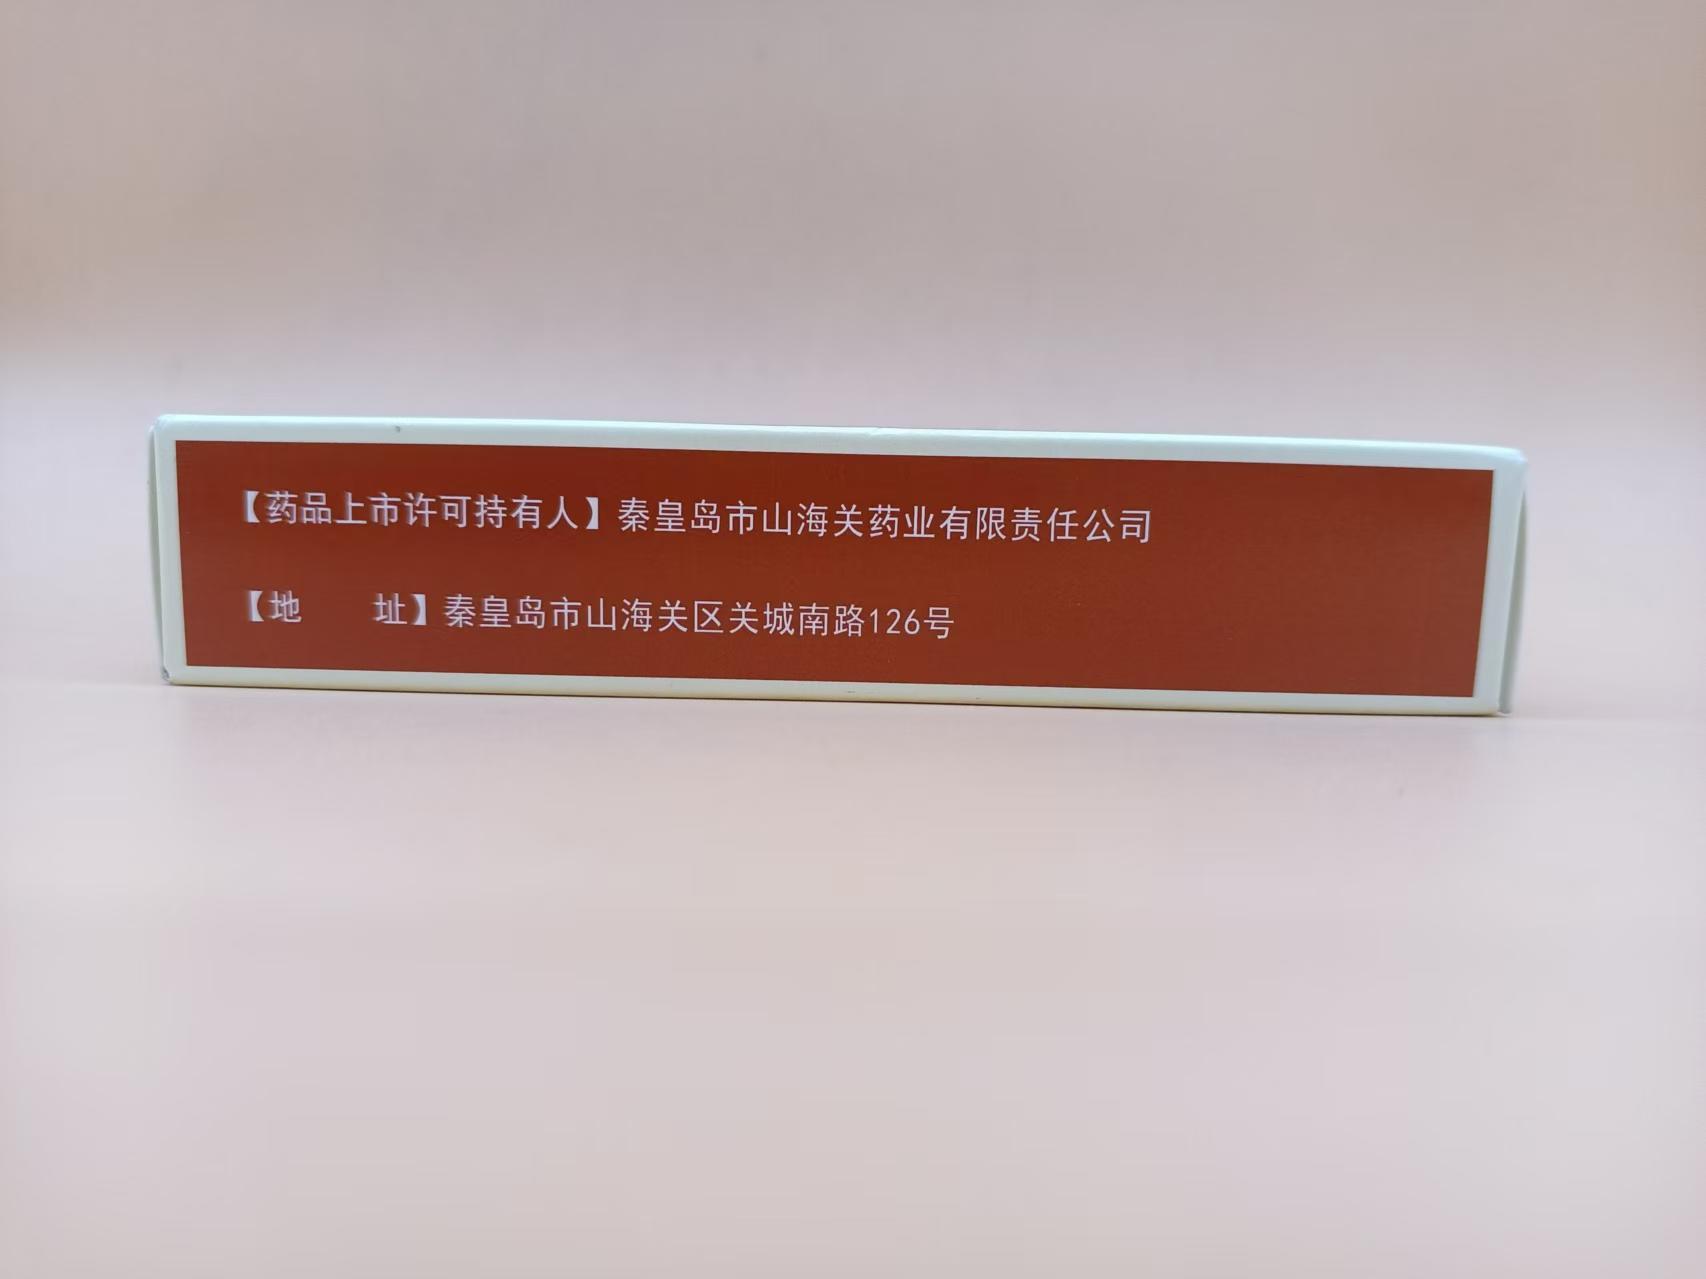 【药品上市许可持有人】秦皇岛市山海关药业有限责任公司
【地　　址】秦皇岛市山海关区关城南路126号